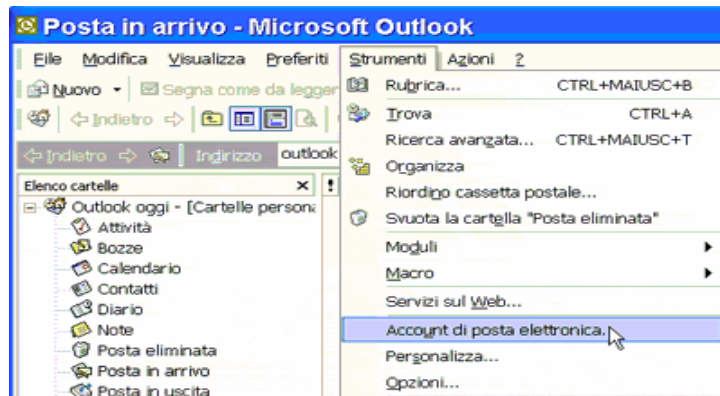 Posta in arrivo - Microsoft Outlook
File Modifica Visualizza Preferiti Strumenti Azioni ?
Nuovo Segna come da legger
Indietro
Indietro Indirizzo outlook
Elenco cartelle
Outlook oggi - [Cartelle persona
Attività
Bozze
Calendario
Contatti
Diario
Note
Posta eliminata
Posta in arrivo
Posta in uscita
Rubrica... CTRL+MAIUSC+B
Trova CTRL+A
Ricerca avanzata... CTRL+MAIUSC+T
Organizza
Riordino cassetta postale...
Svuota la cartella "Posta eliminata"
Moduli
Macro
Servizi sul Web...
Account di posta elettronica.
Personalizza...
Opzioni...